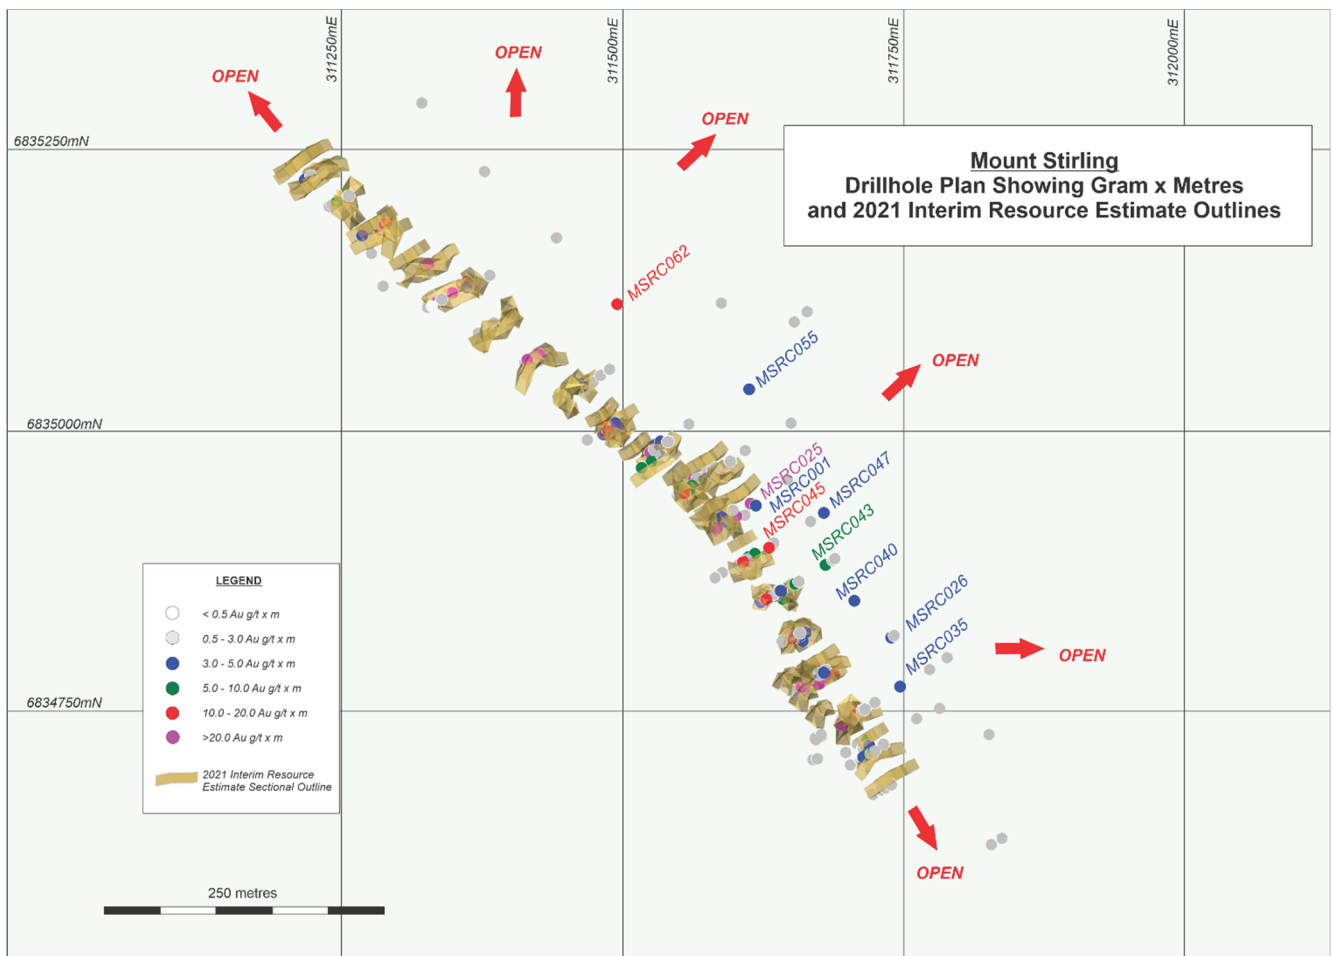 311250mE
311500mE
311750mE
312000mE
OPEN
OPEN
OPEN
6835250mN
Mount Stirling
Drillhole Plan Showing Gram x Metres
and 2021 Interim Resource Estimate Outlines
MSRC062
MSRC055
OPEN
6835000mN
MSRC025
MSRC001
MSRC045
MSRC047
MSRC043
MSRC040
MSRC026
MSRC035
OPEN
6834750mN
LEGEND
< 0.5 Au g/t x m
0.5 - 3.0 Au g/t x m
3.0 - 5.0 Au g/t x m
5.0 - 10.0 Au g/t x m
10.0 - 20.0 Au g/t x m
>20.0 Au g/t x m
2021 Interim Resource
Estimate Sectional Outline
OPEN
250 metres